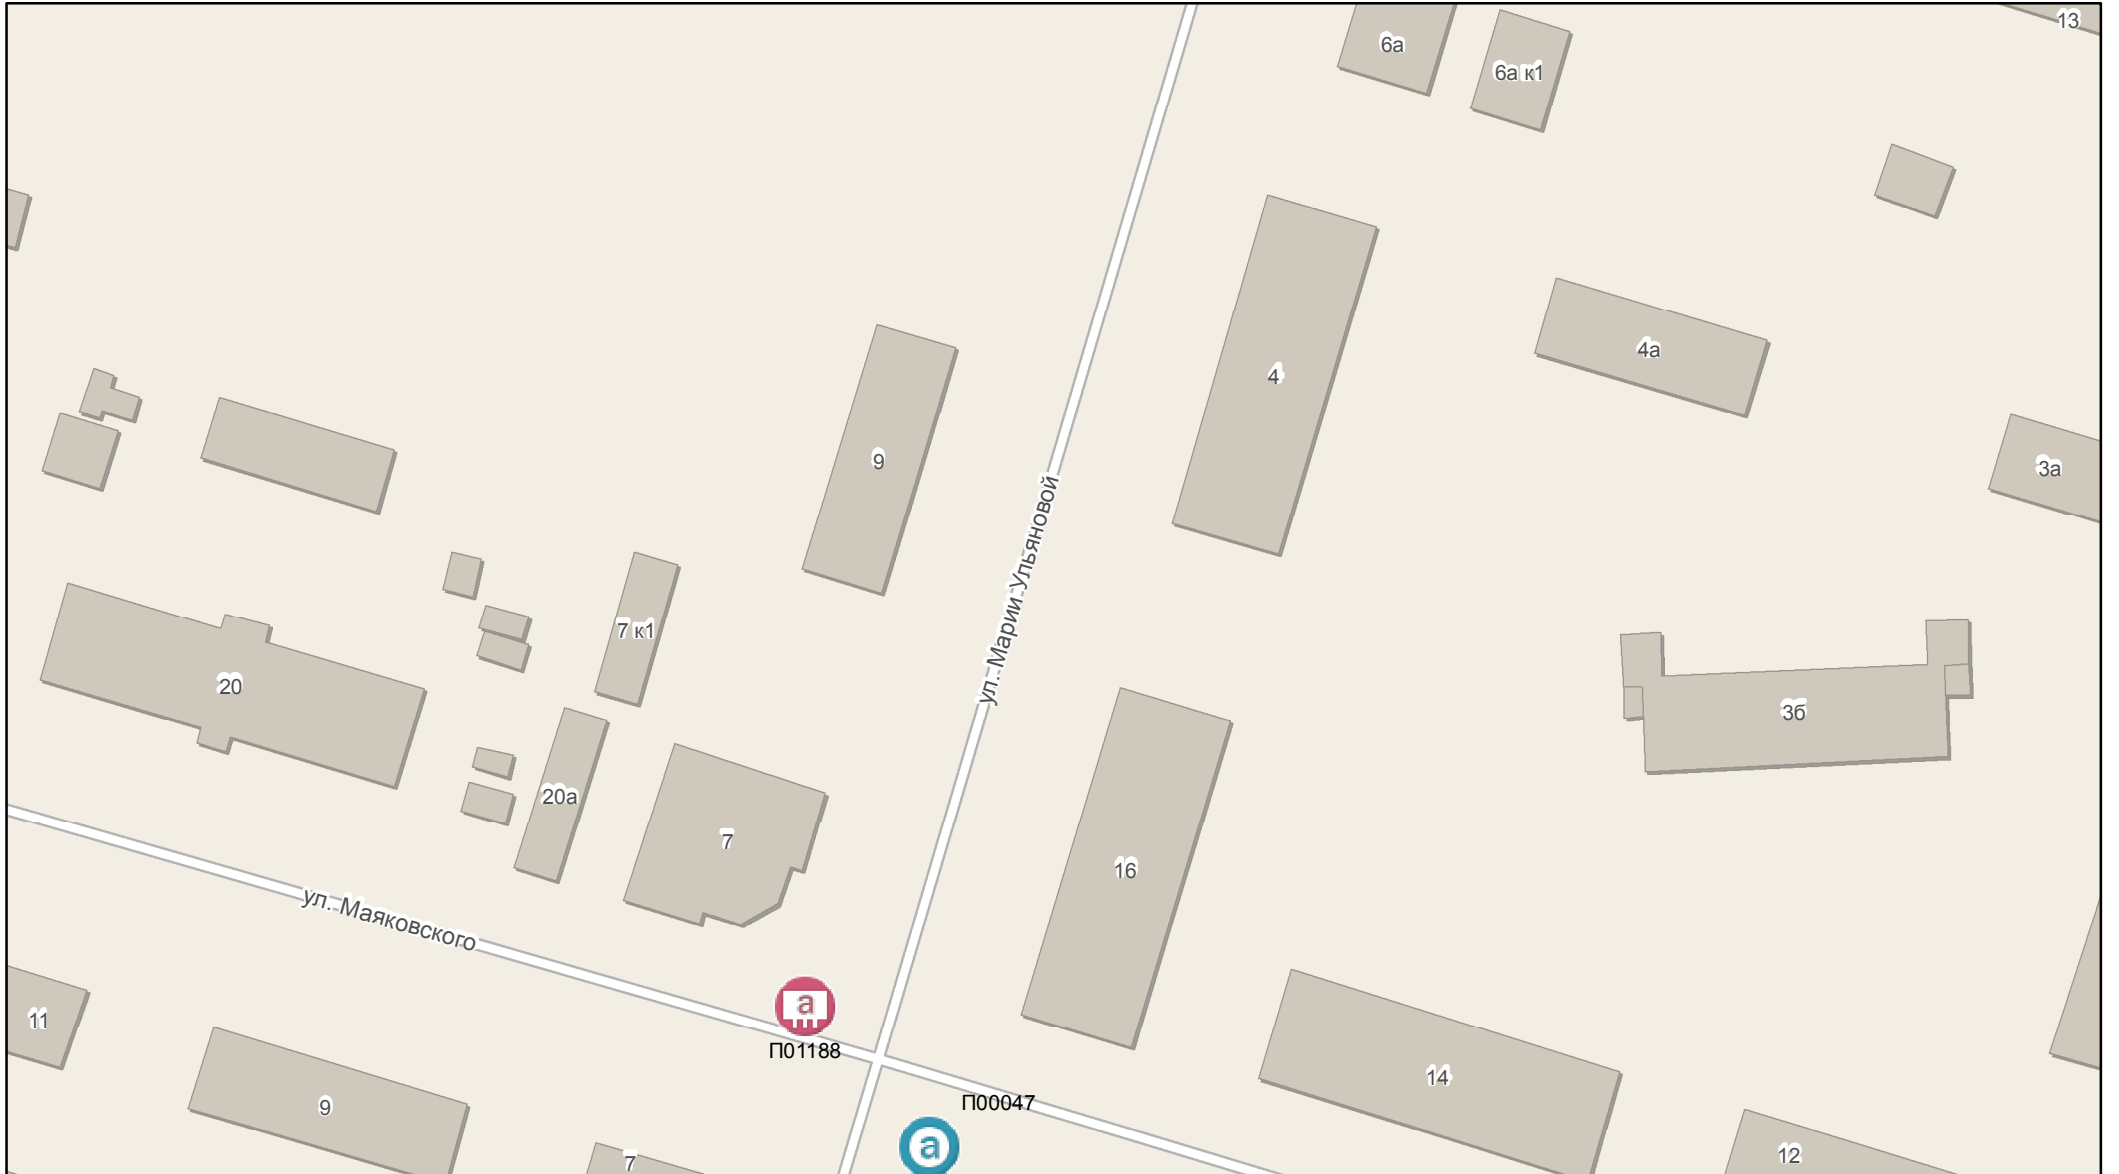 13
6а
6а к1
4а
4
9
3а
ул. Марии Ульяновой
7 к1
20
3б
20а
7
16
ул. Маяковского
а
11
П01188
14
9
П00047
а
12
7